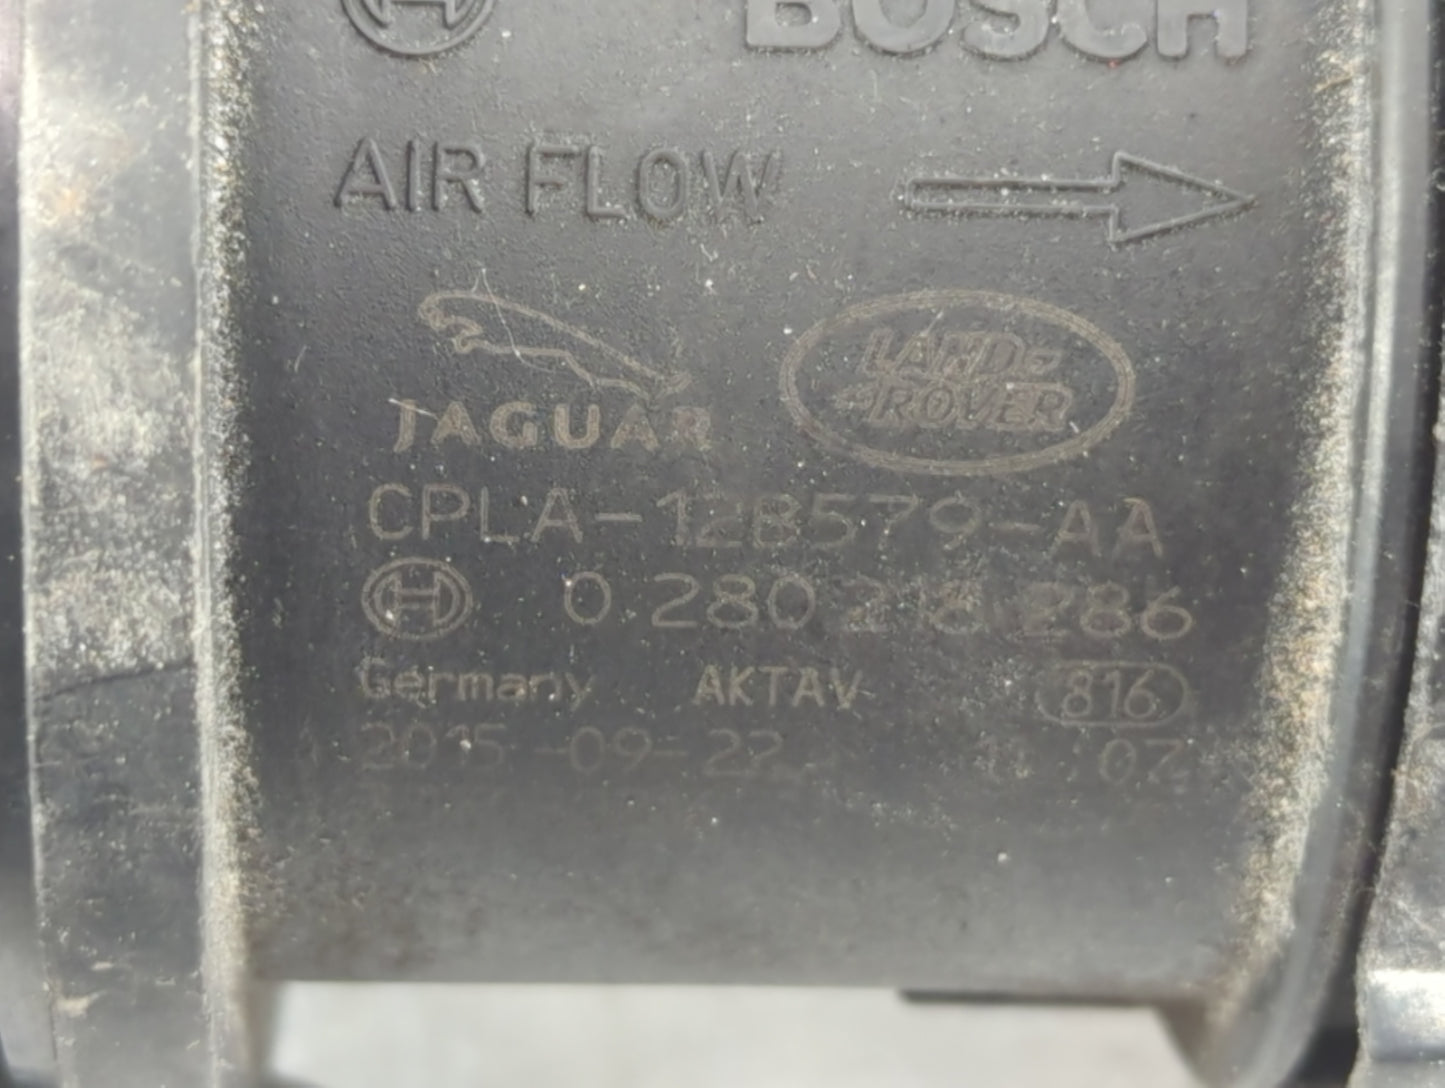 BOSCH
AIR FLOW
JAGUAR
LAND ROVER
CPLA-12B579-AA
0 280 218 286
Germany AKTAV 816
2015-09-22 07